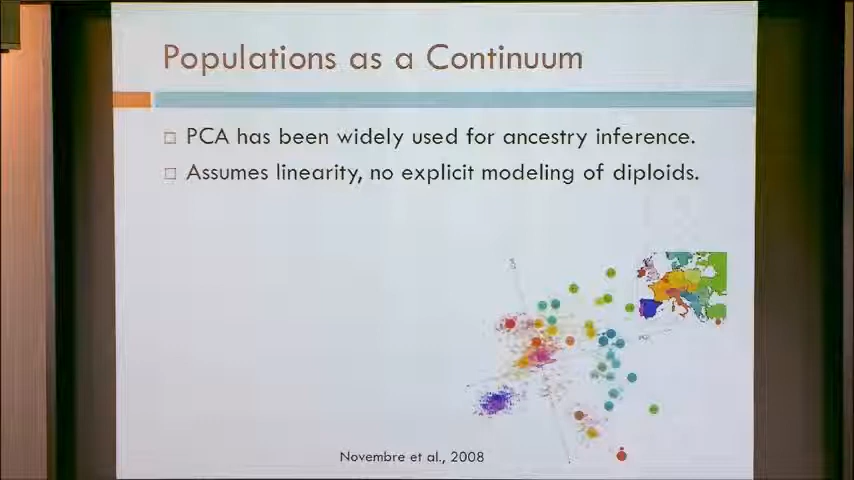 Populations as a Continuum
PCA has been widely used for ancestry inference.
Assumes linearity, no explicit modeling of diploids.
Novembre et al., 2008